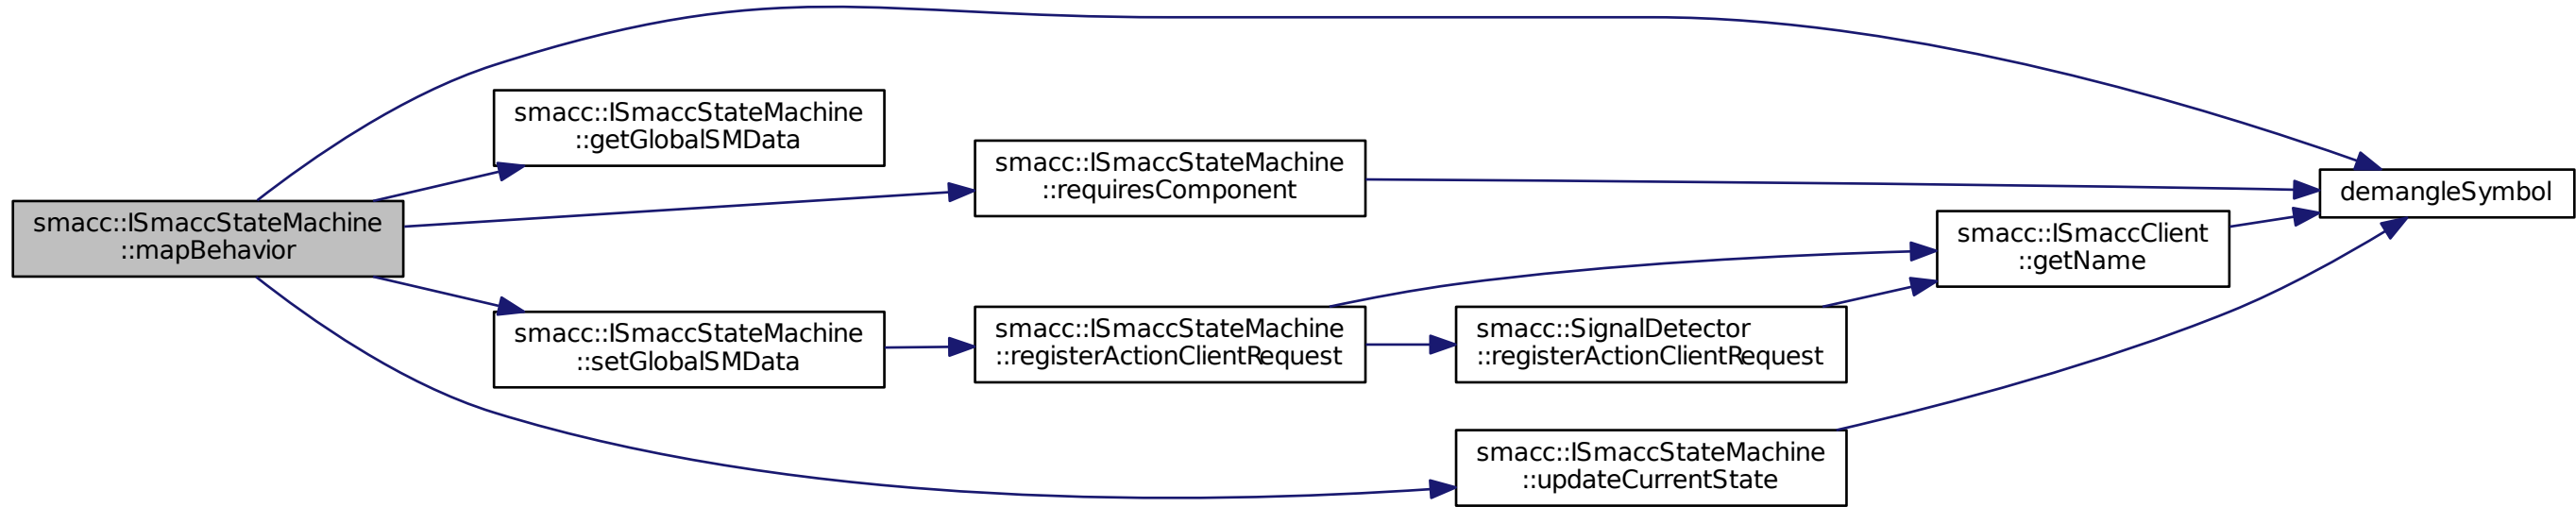 smacc::ISmaccStateMachine
::mapBehavior
smacc::ISmaccStateMachine
::getGlobalSMData
smacc::ISmaccStateMachine
::setGlobalSMData
smacc::ISmaccStateMachine
::requiresComponent
smacc::ISmaccStateMachine
::registerActionClientRequest
smacc::SignalDetector
::registerActionClientRequest
smacc::ISmaccStateMachine
::updateCurrentState
smacc::ISmaccClient
::getName
demangleSymbol